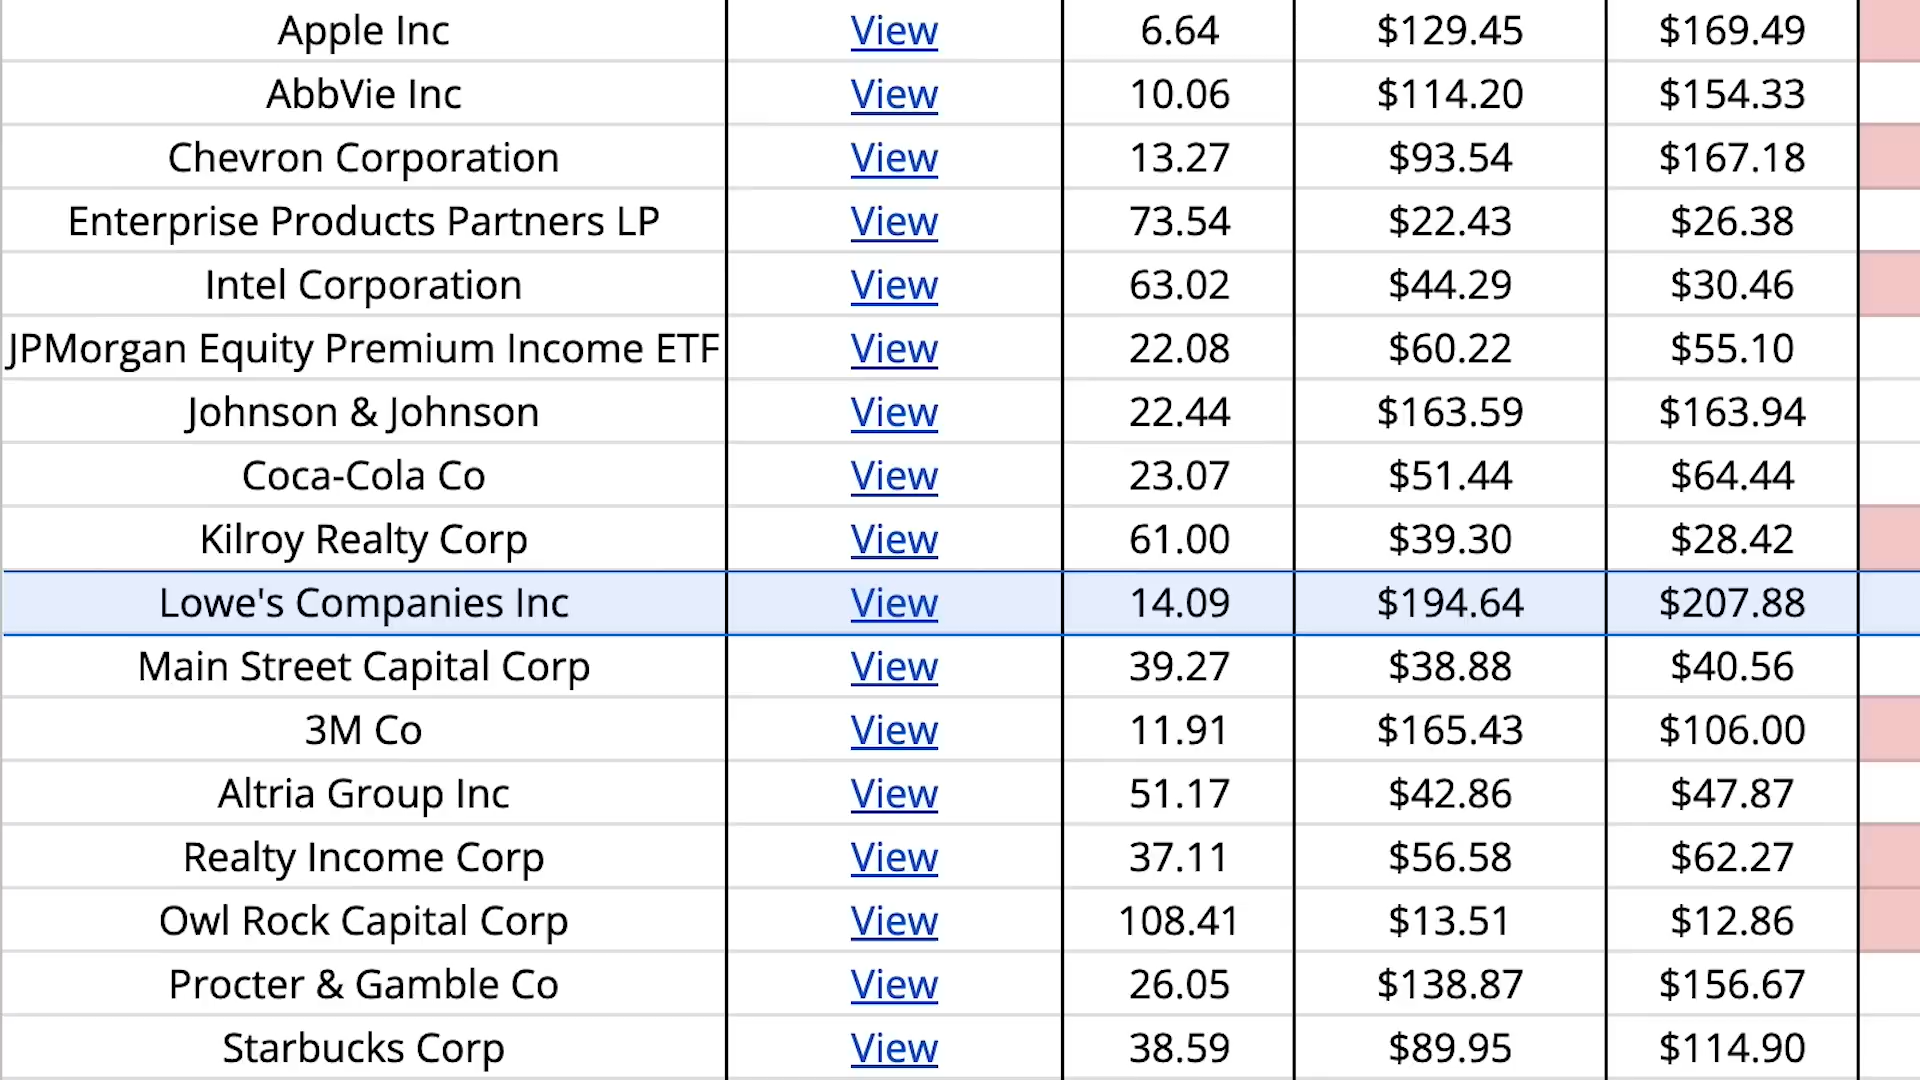 Apple Inc View 6.64 $129.45 $169.49
AbbVie Inc View 10.06 $114.20 $154.33
Chevron Corporation View 13.27 $93.54 $167.18
Enterprise Products Partners LP View 73.54 $22.43 $26.38
Intel Corporation View 63.02 $44.29 $30.46
JPMorgan Equity Premium Income ETF View 22.08 $60.22 $55.10
Johnson & Johnson View 22.44 $163.59 $163.94
Coca-Cola Co View 23.07 $51.44 $64.44
Kilroy Realty Corp View 61.00 $39.30 $28.42
Lowe's Companies Inc View 14.09 $194.64 $207.88
Main Street Capital Corp View 39.27 $38.88 $40.56
3M Co View 11.91 $165.43 $106.00
Altria Group Inc View 51.17 $42.86 $47.87
Realty Income Corp View 37.11 $56.58 $62.27
Owl Rock Capital Corp View 108.41 $13.51 $12.86
Procter & Gamble Co View 26.05 $138.87 $156.67
Starbucks Corp View 38.59 $89.95 $114.90